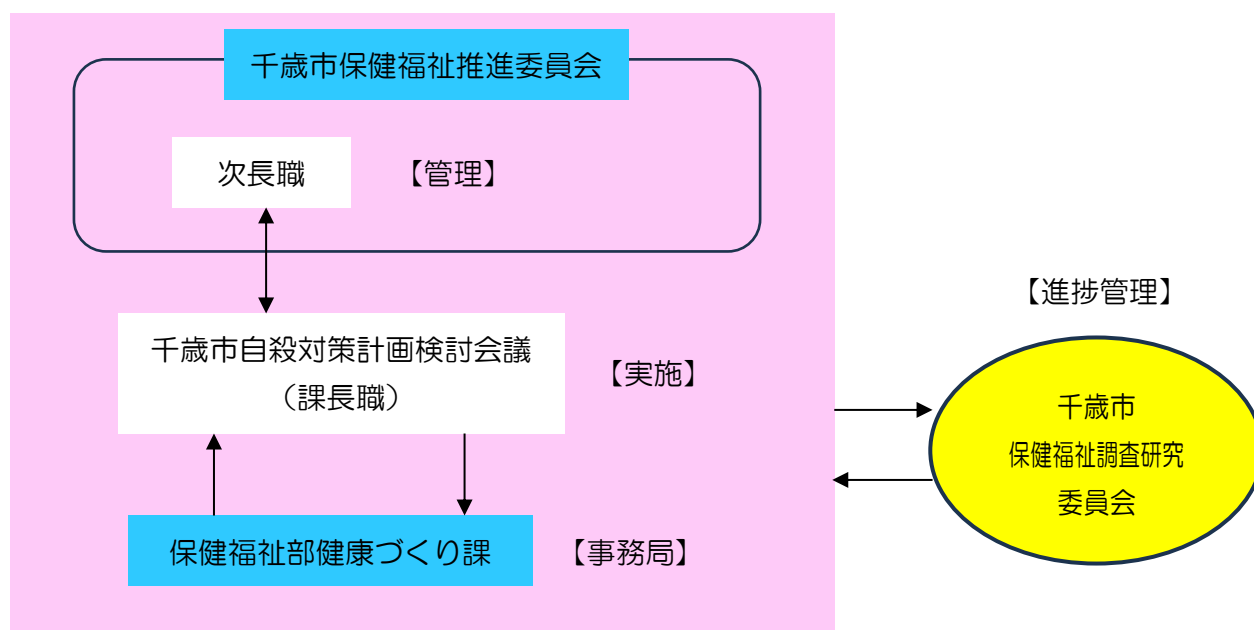 千歳市保健福祉推進委員会
次長職
【管理】
【進捗管理】
千歳市自殺対策計画検討会議
（課長職）
【実施】
千歳市
保健福祉調査研究
委員会
保健福祉部健康づくり課
【事務局】